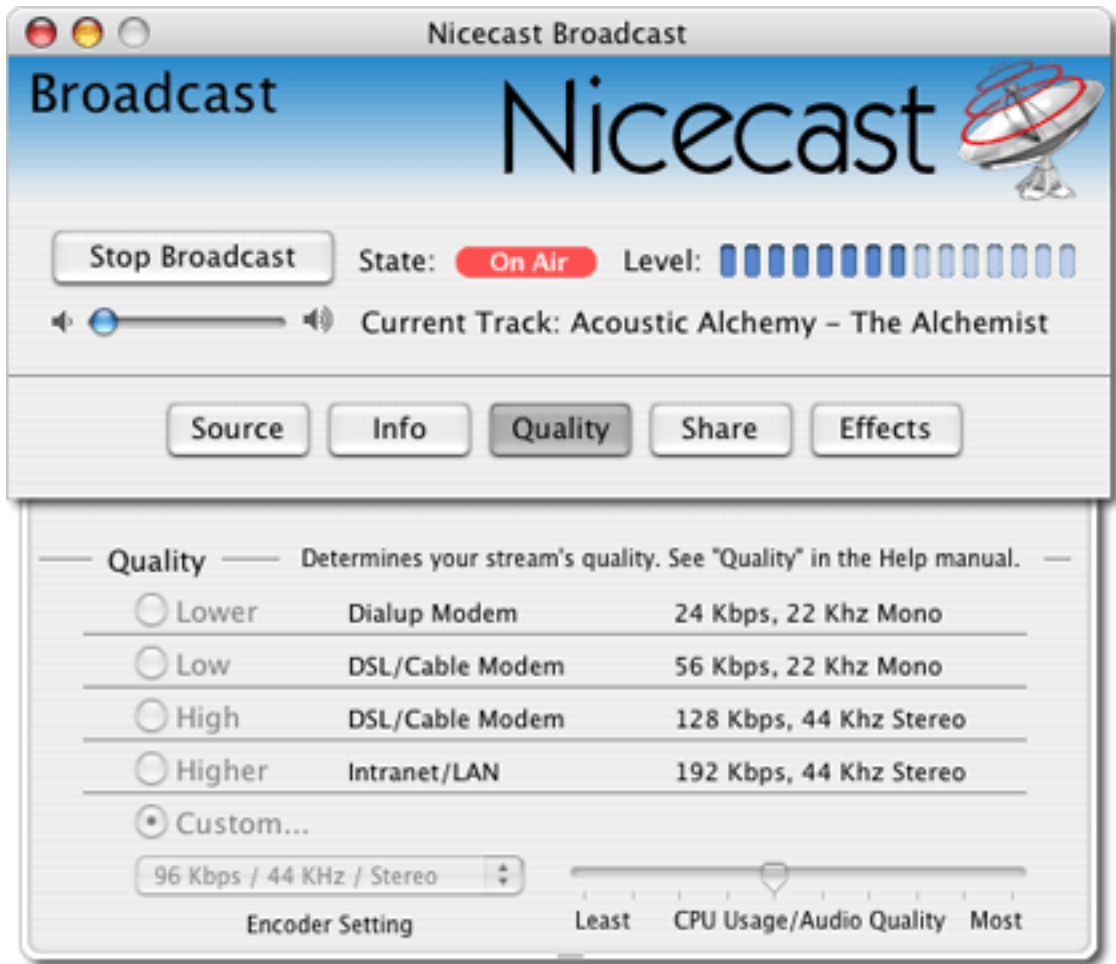 Nicecast Broadcast
Broadcast
Nicecast
Stop Broadcast State: On Air Level:
Current Track: Acoustic Alchemy – The Alchemist
Source Info Quality Share Effects
Quality Determines your stream's quality. See "Quality" in the Help manual.
Lower Dialup Modem 24 Kbps, 22 Khz Mono
Low DSL/Cable Modem 56 Kbps, 22 Khz Mono
High DSL/Cable Modem 128 Kbps, 44 Khz Stereo
Higher Intranet/LAN 192 Kbps, 44 Khz Stereo
Custom...
96 Kbps / 44 KHz / Stereo
Encoder Setting Least CPU Usage/Audio Quality Most